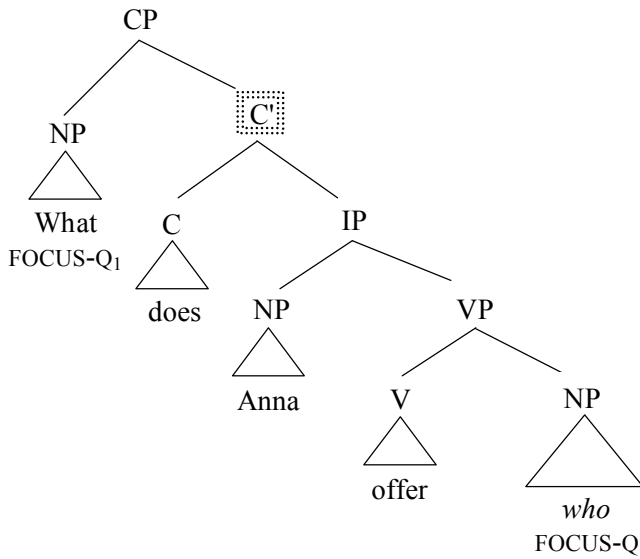 CP
NP
C'
What
FOCUS-Q₁
C
IP
does
NP
VP
Anna
V
NP
offer
who
FOCUS-Q